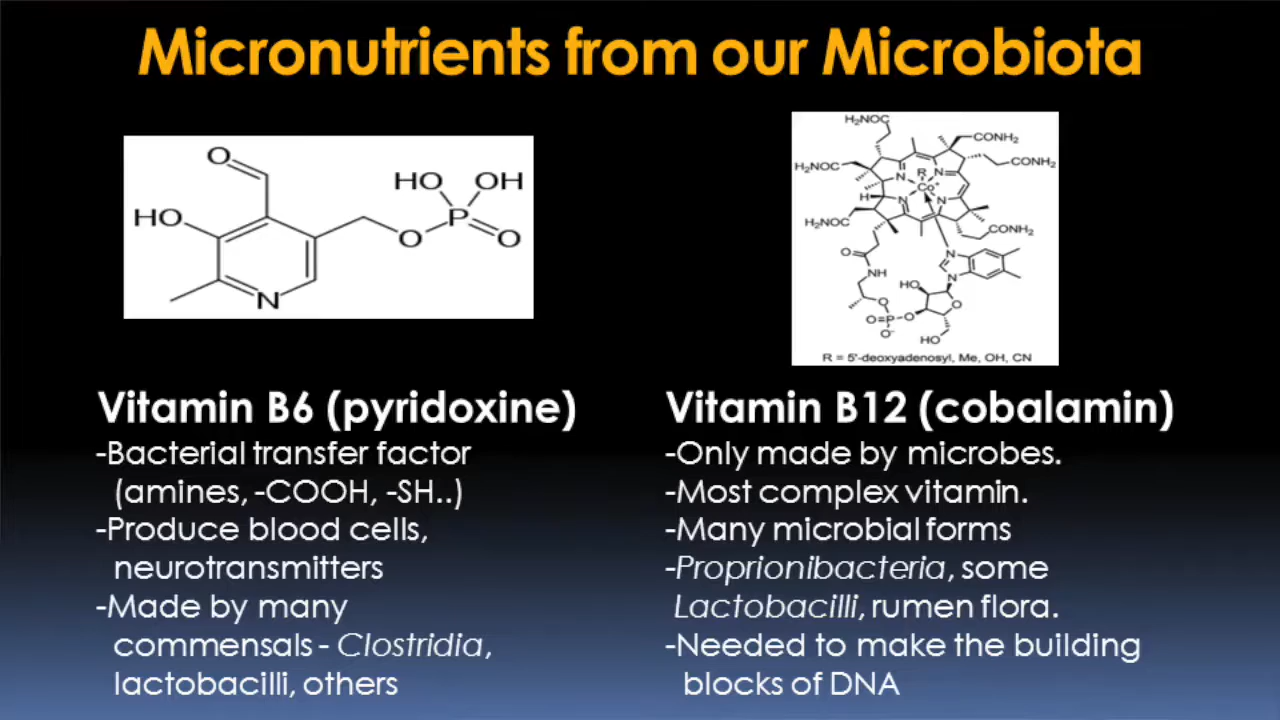 Micronutrients from our Microbiota
O
HO
HO OH
P
O
O
N
H₂NOC
CONH₂
H₂NOC
CONH₂
R
N N
Co⁺
H
N N
H₂NOC
CONH₂
O
N
NH
N
HO
O
O
O=P-O
O⁻
HO
R = 5'-deoxyadenosyl, Me, OH, CN
Vitamin B6 (pyridoxine)
-Bacterial transfer factor
(amines, -COOH, -SH..)
-Produce blood cells,
neurotransmitters
-Made by many
commensals - Clostridia,
lactobacilli, others
Vitamin B12 (cobalamin)
-Only made by microbes.
-Most complex vitamin.
-Many microbial forms
-Proprionibacteria, some
Lactobacilli, rumen flora.
-Needed to make the building
blocks of DNA